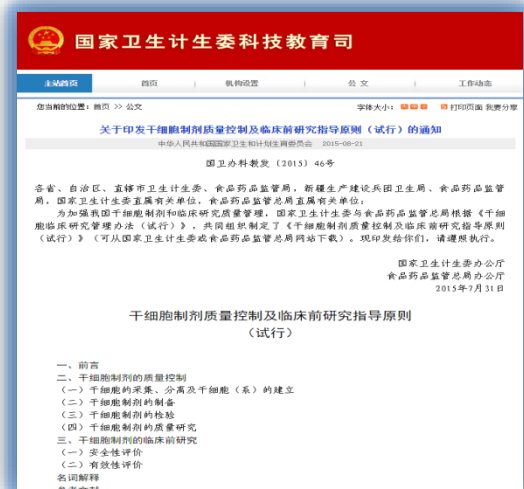 国家卫生计生委科技教育司
主站首页 首页 机构设置 公文 工作动态
您当前的位置：首页 >> 公文 字体大小： 打印页面 我要分享
关于印发干细胞制剂质量控制及临床前研究指导原则（试行）的通知
中华人民共和国国家卫生和计划生育委员会 2015-08-21
国卫办科教发〔2015〕46号
各省、自治区、直辖市卫生计生委、食品药品监管局，新疆生产建设兵团卫生局、食品药品监管
局，国家卫生计生委直属有关单位，食品药品监管总局直属有关单位：
为加强我国干细胞制剂和临床研究质量管理，国家卫生计生委与食品药品监管总局根据《干细
胞临床研究管理办法（试行）》，共同组织制定了《干细胞制剂质量控制及临床前研究指导原则
（试行）》（可从国家卫生计生委或食品药品监管总局网站下载）。现印发给你们，请遵照执行。
国家卫生计生委办公厅
食品药品监管总局办公厅
2015年7月31日
干细胞制剂质量控制及临床前研究指导原则
（试行）
一、前言
二、干细胞制剂的质量控制
（一）干细胞的采集、分离及干细胞（系）的建立
（二）干细胞制剂的制备
（三）干细胞制剂的检验
（四）干细胞制剂的质量研究
三、干细胞制剂的临床前研究
（一）安全性评价
（二）有效性评价
名词解释